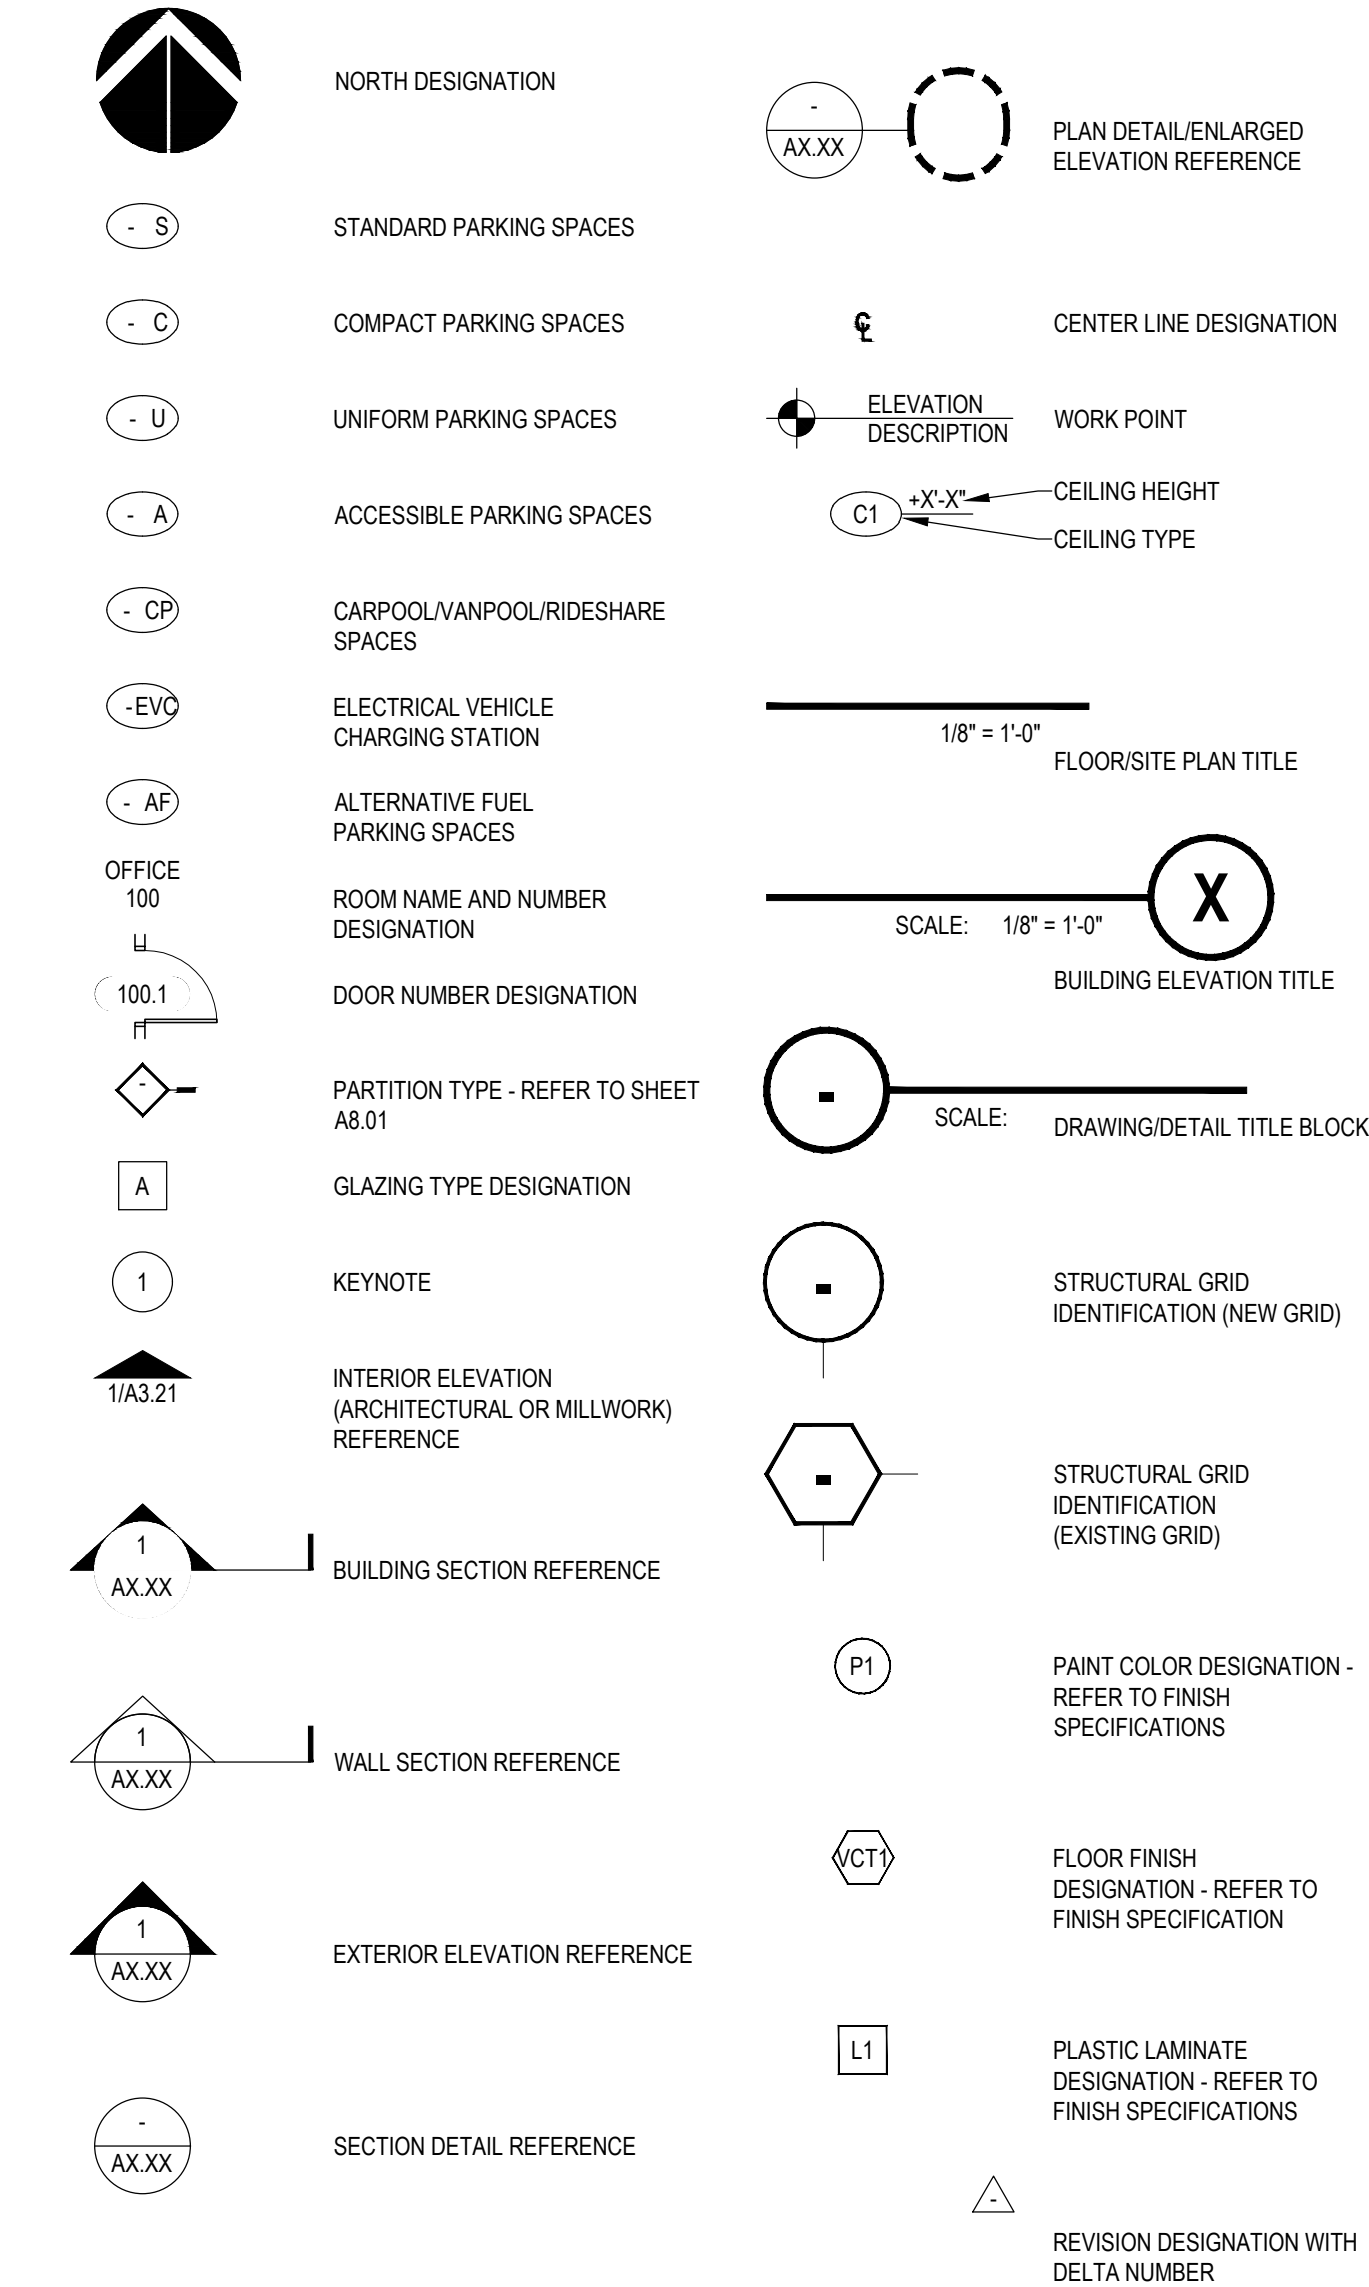 NORTH DESIGNATION
- S
STANDARD PARKING SPACES
- C
COMPACT PARKING SPACES
- U
UNIFORM PARKING SPACES
- A
ACCESSIBLE PARKING SPACES
- CP
CARPOOL/VANPOOL/RIDESHARE
SPACES
-EVC
ELECTRICAL VEHICLE
CHARGING STATION
- AF
ALTERNATIVE FUEL
PARKING SPACES
OFFICE
100
ROOM NAME AND NUMBER
DESIGNATION
100.1
DOOR NUMBER DESIGNATION
-
PARTITION TYPE - REFER TO SHEET
A8.01
A
GLAZING TYPE DESIGNATION
1
KEYNOTE
1/A3.21
INTERIOR ELEVATION
(ARCHITECTURAL OR MILLWORK)
REFERENCE
1
AX.XX
BUILDING SECTION REFERENCE
1
AX.XX
WALL SECTION REFERENCE
1
AX.XX
EXTERIOR ELEVATION REFERENCE
-
AX.XX
SECTION DETAIL REFERENCE
-
AX.XX
PLAN DETAIL/ENLARGED
ELEVATION REFERENCE
CL
CENTER LINE DESIGNATION
ELEVATION
DESCRIPTION
WORK POINT
C1
+X'-X"
CEILING HEIGHT
CEILING TYPE
1/8" = 1'-0"
FLOOR/SITE PLAN TITLE
X
SCALE: 1/8" = 1'-0"
BUILDING ELEVATION TITLE
-
SCALE:
DRAWING/DETAIL TITLE BLOCK
-
STRUCTURAL GRID
IDENTIFICATION (NEW GRID)
-
STRUCTURAL GRID
IDENTIFICATION
(EXISTING GRID)
P1
PAINT COLOR DESIGNATION -
REFER TO FINISH
SPECIFICATIONS
VCT1
FLOOR FINISH
DESIGNATION - REFER TO
FINISH SPECIFICATION
L1
PLASTIC LAMINATE
DESIGNATION - REFER TO
FINISH SPECIFICATIONS
-
REVISION DESIGNATION WITH
DELTA NUMBER